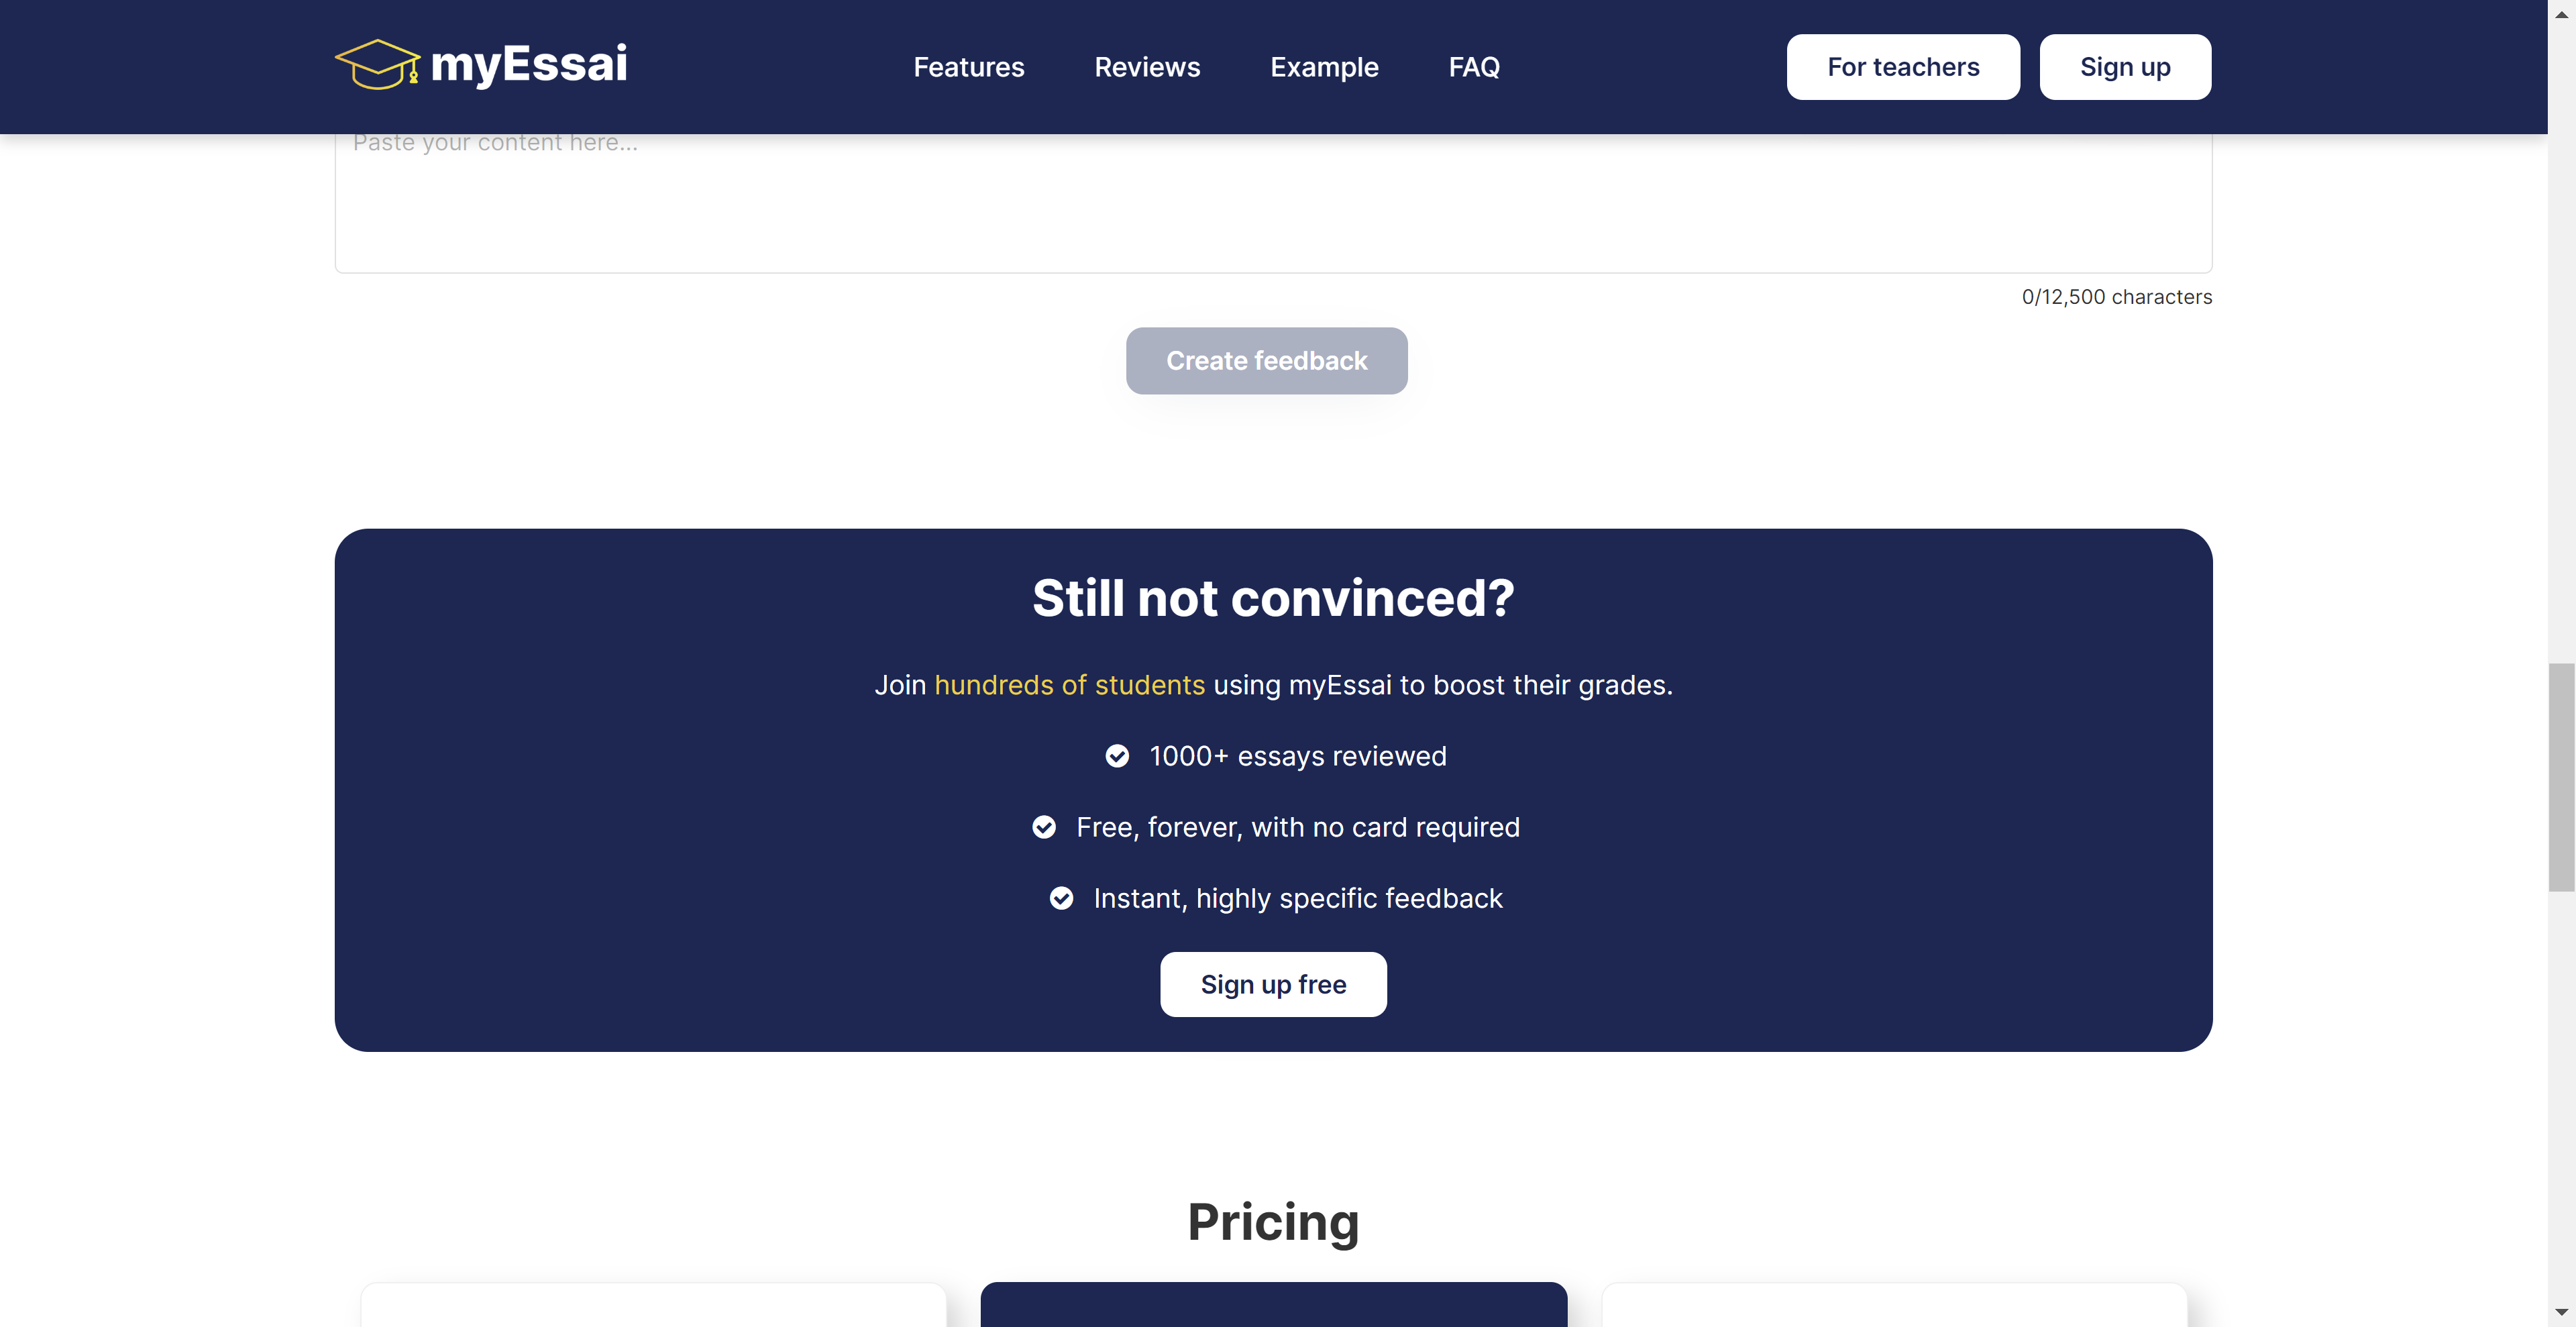 myEssai
Features
Reviews
Example
FAQ
For teachers
Sign up
Paste your content here...
0/12,500 characters
Create feedback
Still not convinced?
Join hundreds of students using myEssai to boost their grades.
1000+ essays reviewed
Free, forever, with no card required
Instant, highly specific feedback
Sign up free
Pricing